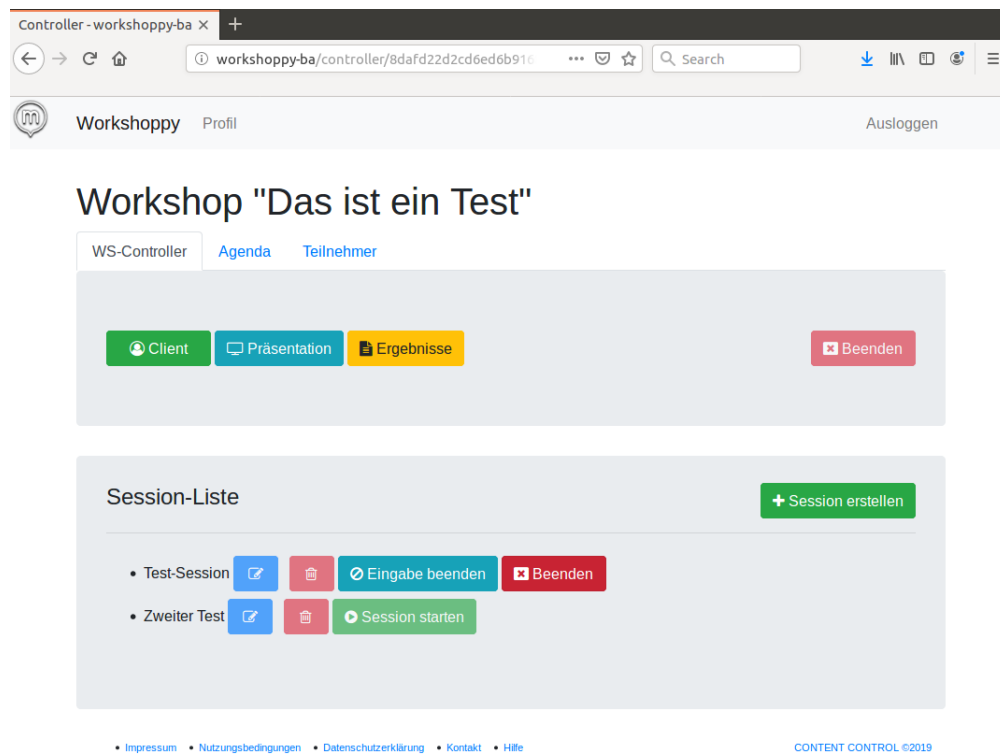 Controller - workshoppy-ba
workshoppy-ba/controller/8dafd22d2cd6ed6b916
Search
Workshoppy Profil Ausloggen
Workshop "Das ist ein Test"
WS-Controller Agenda Teilnehmer
Client Präsentation Ergebnisse Beenden
Session-Liste Session erstellen
Test-Session Eingabe beenden Beenden
Zweiter Test Session starten
Impressum Nutzungsbedingungen Datenschutzerklärung Kontakt Hilfe CONTENT CONTROL ©2019